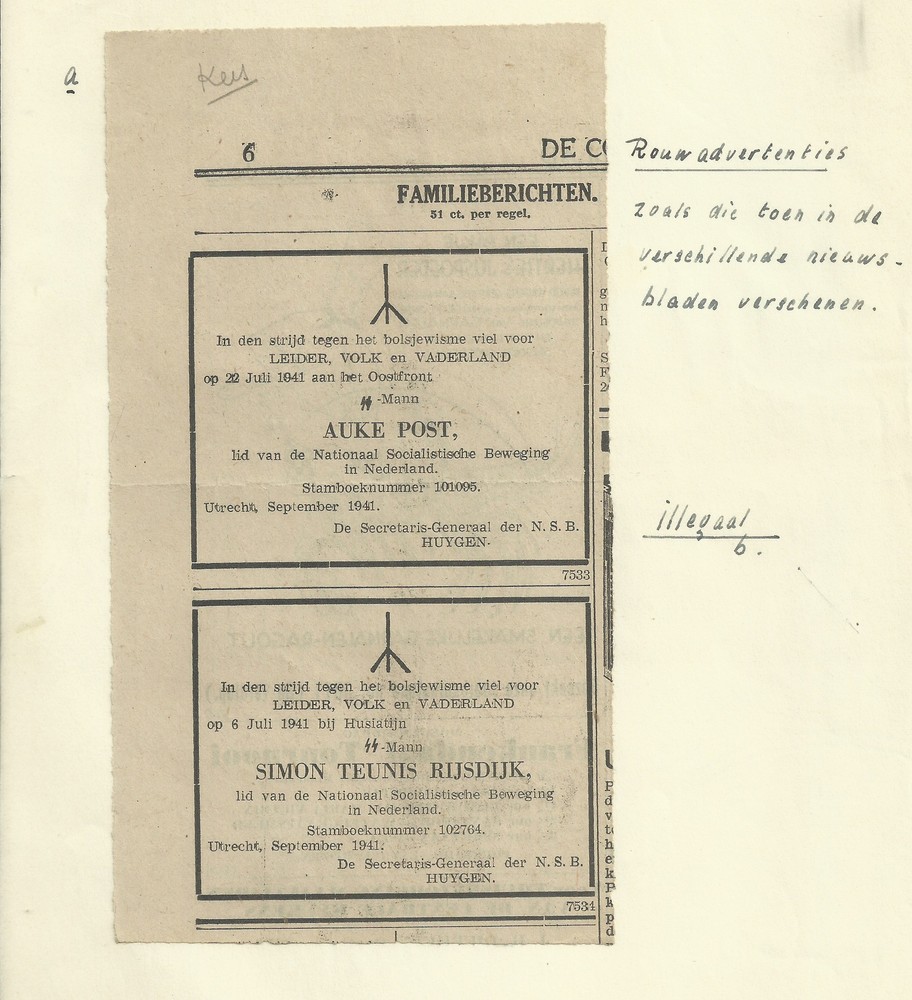 a
Kees
6
DE CO
FAMILIEBERICHTEN.
51 ct. per regel.
In den strijd tegen het bolsjewisme viel voor
LEIDER, VOLK en VADERLAND
op 22 Juli 1941 aan het Oostfront
ᛋᛋ-Mann
AUKE POST,
lid van de Nationaal Socialistische Beweging
in Nederland.
Stamboeknummer 101095.
Utrecht, September 1941.
De Secretaris-Generaal der N. S. B.
HUYGEN.
7533
In den strijd tegen het bolsjewisme viel voor
LEIDER, VOLK en VADERLAND
op 6 Juli 1941 bij Husiatijn
ᛋᛋ-Mann
SIMON TEUNIS RIJSDIJK,
lid van de Nationaal Socialistische Beweging
in Nederland.
Stamboeknummer 102764.
Utrecht, September 1941.
De Secretaris-Generaal der N. S. B.
HUYGEN.
7534
Rouwadvertenties
zoals die toen in de
verschillende nieuws-
bladen verschenen.
illegaal
6.